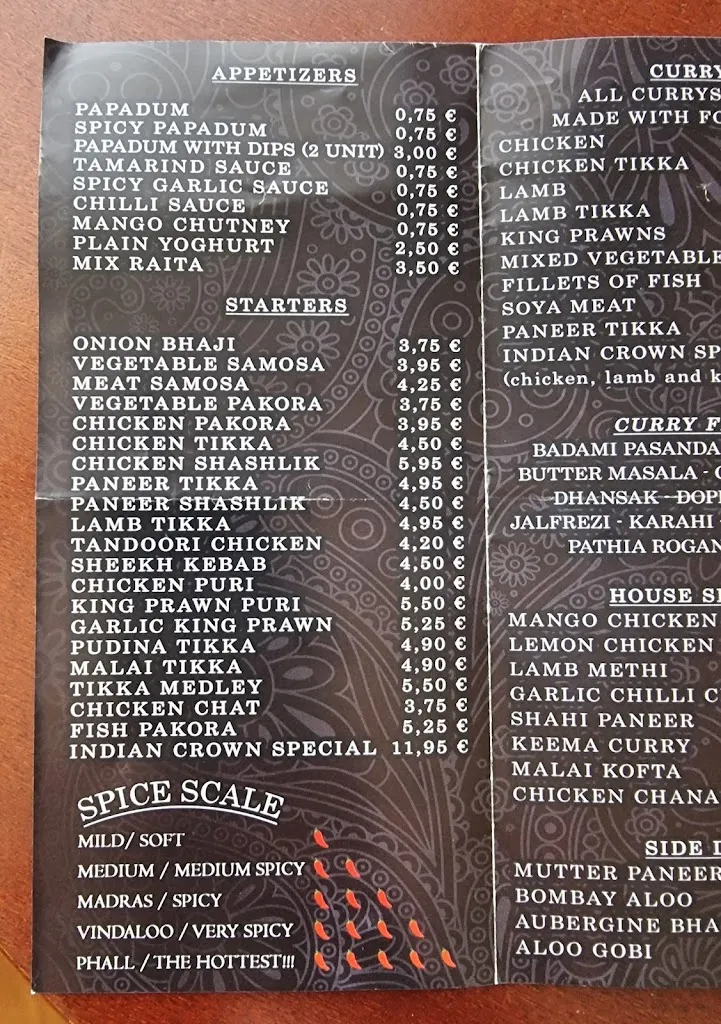 APPETIZERS
PAPADUM 0,75 €
SPICY PAPADUM 0,75 €
PAPADUM WITH DIPS (2 UNIT) 3,00 €
TAMARIND SAUCE 0,75 €
SPICY GARLIC SAUCE 0,75 €
CHILLI SAUCE 0,75 €
MANGO CHUTNEY 0,75 €
PLAIN YOGHURT 2,50 €
MIX RAITA 3,50 €
STARTERS
ONION BHAJI 3,75 €
VEGETABLE SAMOSA 3,95 €
MEAT SAMOSA 4,25 €
VEGETABLE PAKORA 3,75 €
CHICKEN PAKORA 3,95 €
CHICKEN TIKKA 4,50 €
CHICKEN SHASHLIK 5,95 €
PANEER TIKKA 4,95 €
PANEER SHASHLIK 4,50 €
LAMB TIKKA 4,95 €
TANDOORI CHICKEN 4,20 €
SHEEKH KEBAB 4,50 €
CHICKEN PURI 4,00 €
KING PRAWN PURI 5,50 €
GARLIC KING PRAWN 5,25 €
PUDINA TIKKA 4,90 €
MALAI TIKKA 4,90 €
TIKKA MEDLEY 5,50 €
CHICKEN CHAT 3,75 €
FISH PAKORA 5,25 €
INDIAN CROWN SPECIAL 11,95 €
SPICE SCALE
MILD/ SOFT
MEDIUM / MEDIUM SPICY
MADRAS / SPICY
VINDALOO / VERY SPICY
PHALL / THE HOTTEST!!!
CURRY
ALL CURRYS
MADE WITH FO
CHICKEN
CHICKEN TIKKA
LAMB
LAMB TIKKA
KING PRAWNS
MIXED VEGETABLE
FILLETS OF FISH
SOYA MEAT
PANEER TIKKA
INDIAN CROWN SP
(chicken, lamb and k
CURRY F
BADAMI PASANDA
BUTTER MASALA -
DHANSAK - DOP
JALFREZI - KARAHI
PATHIA ROGAN
HOUSE S
MANGO CHICKEN
LEMON CHICKEN
LAMB METHI
GARLIC CHILLI C
SHAHI PANEER
KEEMA CURRY
MALAI KOFTA
CHICKEN CHANA
SIDE D
MUTTER PANEER
BOMBAY ALOO
AUBERGINE BHA
ALOO GOBI